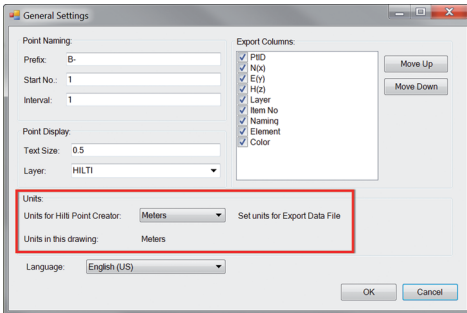 General Settings
Point Naming:
Prefix: B-
Start No.: 1
Interval: 1
Point Display:
Text Size: 0.5
Layer: HILTI
Export Columns:
PtID
N(x)
E(y)
H(z)
Layer
Item No
Naming
Element
Color
Move Up
Move Down
Units:
Units for Hilti Point Creator: Meters Set units for Export Data File
Units in this drawing: Meters
Language: English (US)
OK Cancel